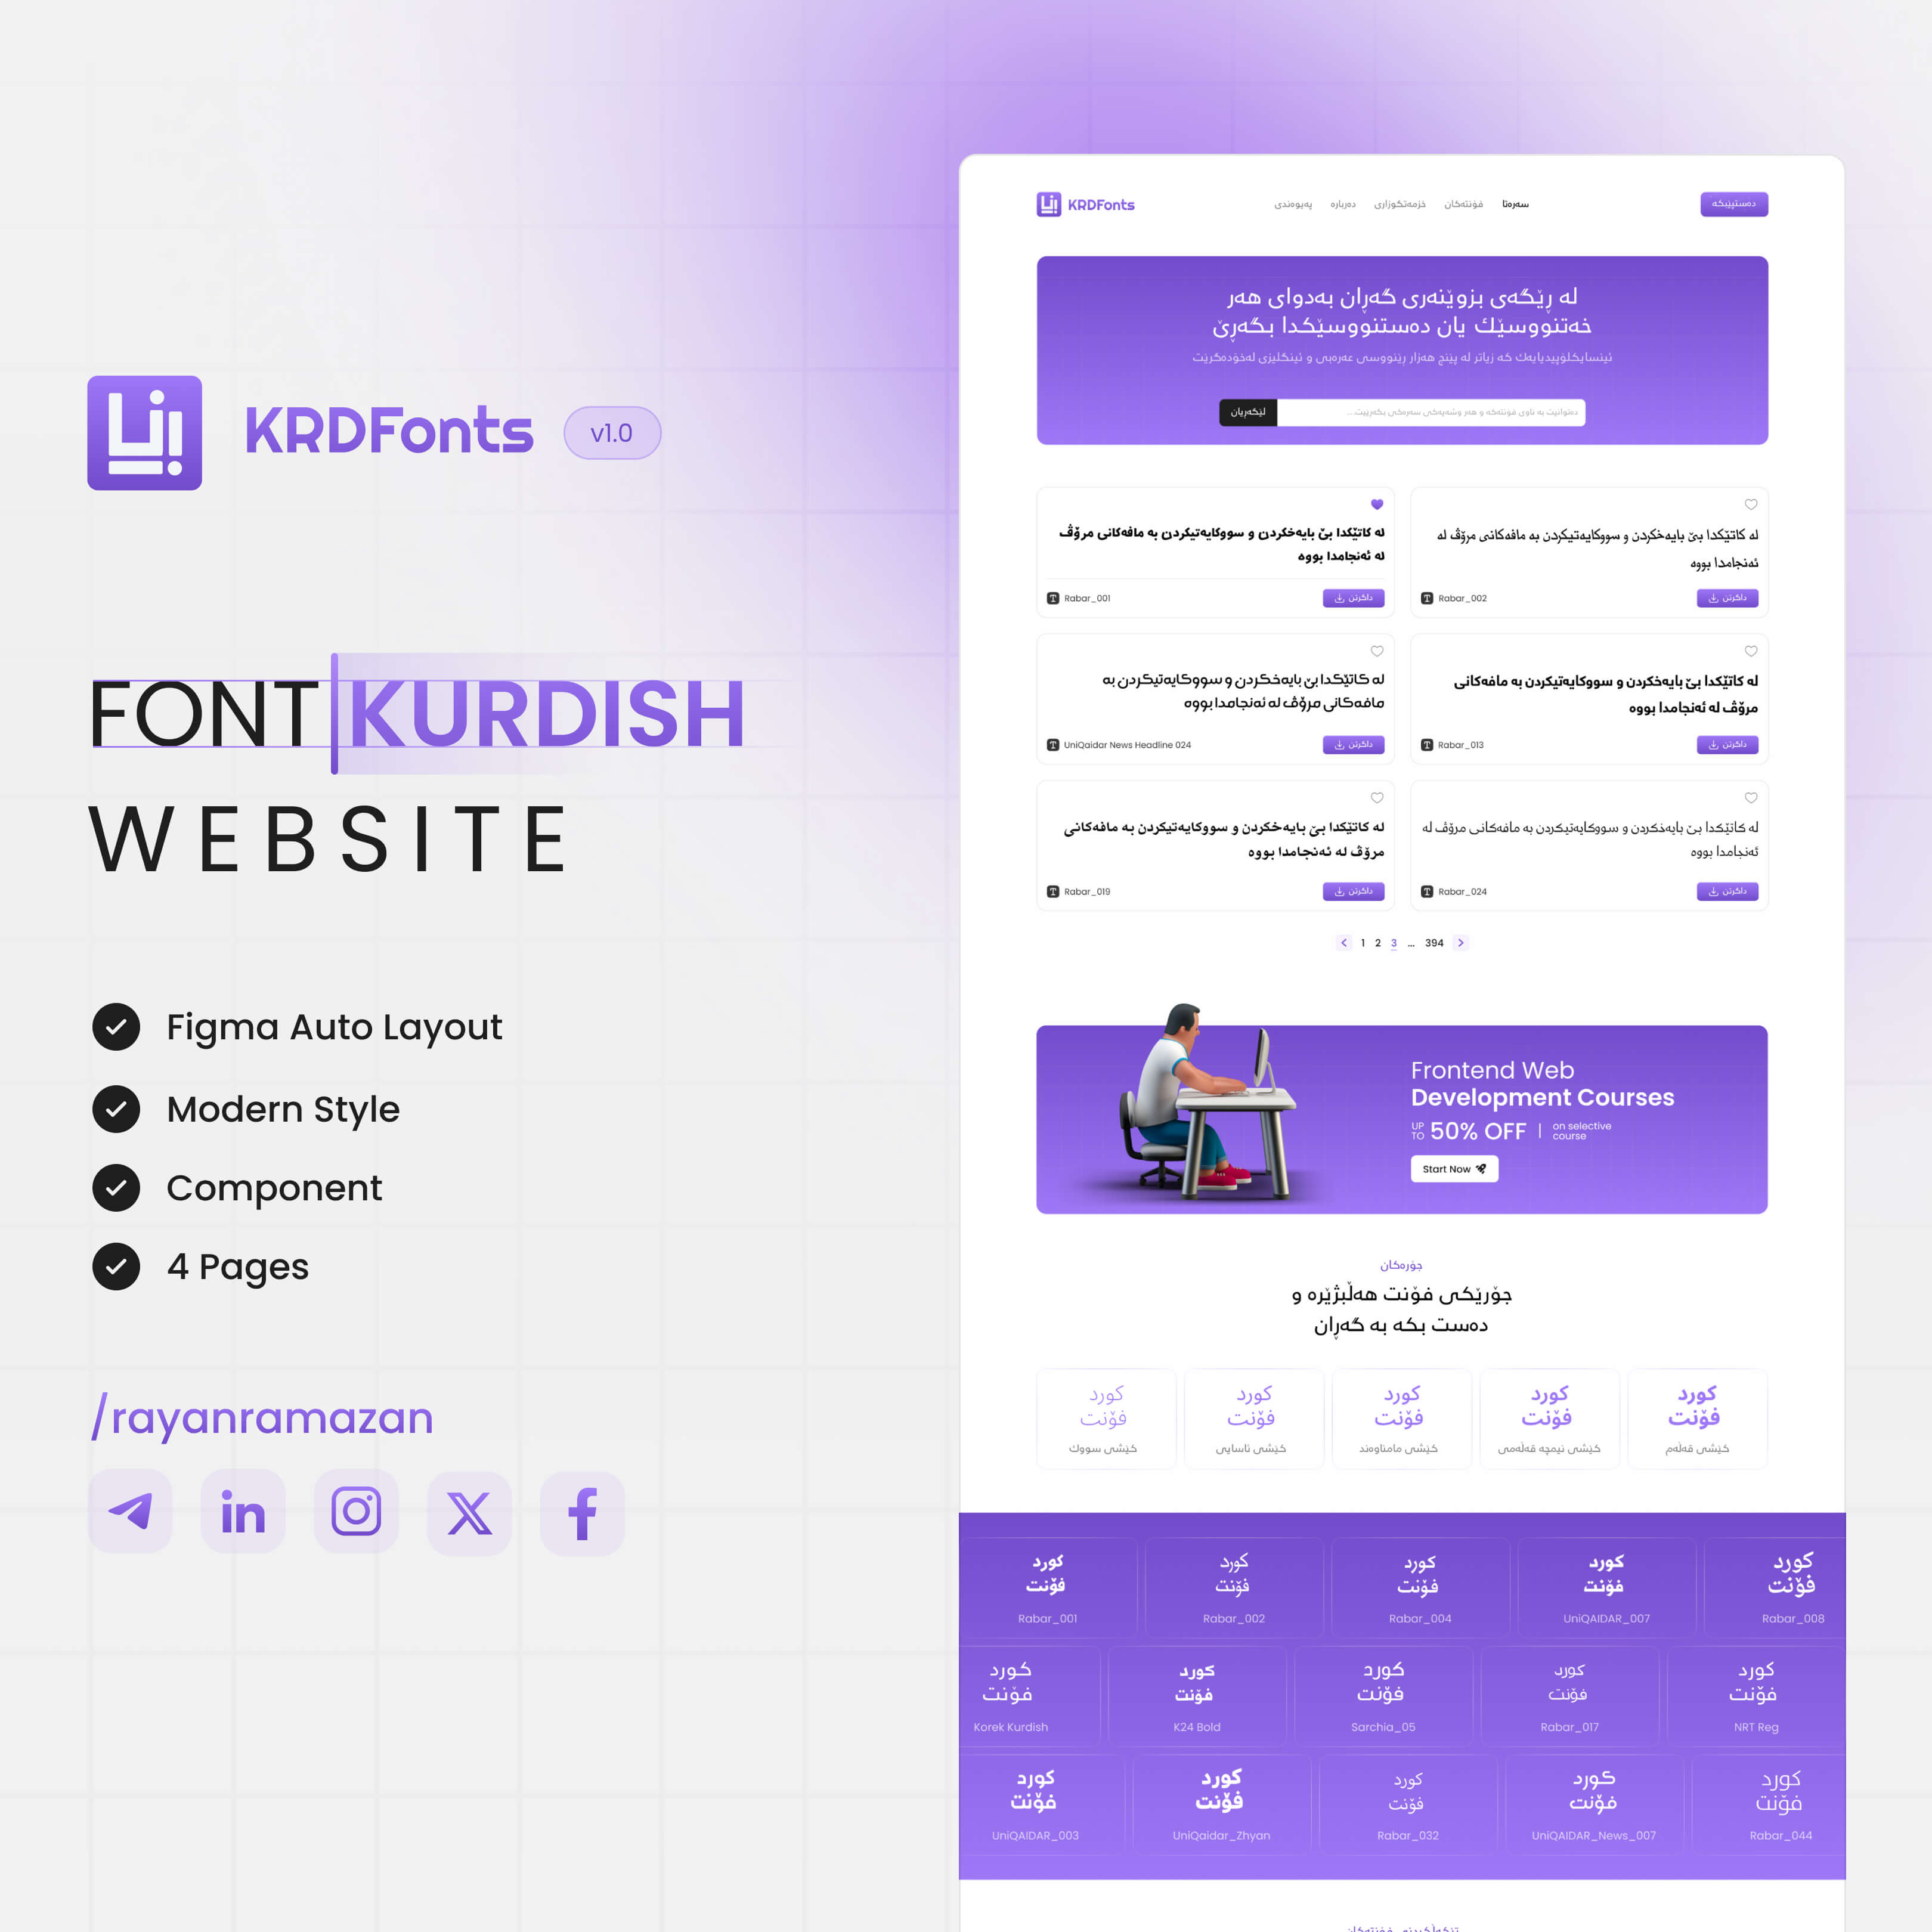 KRDFonts
v1.0
FONT KURDISH
WEBSITE
Figma Auto Layout
Modern Style
Component
4 Pages
/rayanramazan
KRDFonts
سەرەتا
فۆنتەکان
خزمەتگوزاری
دەربارە
پەیوەندی
دەستپێبکە
لە ڕێگەی بزوێنەری گەڕان بەدوای هەر
خەتنووسێك یان دەستنووسێکدا بگەڕێ
ئینسایکلۆپیدیایەك کە زیاتر لە پێنج هەزار ڕێنووسی عەرەبی و ئینگلیزی لەخۆدەگرێت
دەتوانیت بە ناوی فۆنتەکە و هەر وشەیەکی سەرەکی بگەڕێیت...
لێکەڕیان
لە کاتێکدا بێ بایەخکردن و سووکایەتیکردن بە مافەکانی مرۆڤ
لە ئەنجامدا بووە
Rabar_001
داگرتن
لە کاتێکدا بێ بایەخکردن و سووکایەتیکردن بە مافەکانی مرۆڤ لە
ئەنجامدا بووە
Rabar_002
داگرتن
لە کاتێکدا بێ بایەخکردن و سووکایەتیکردن بە
مافەکانی مرۆڤ لە ئەنجامدا بووە
UniQaidar News Headline 024
داگرتن
لە کاتێکدا بێ بایەخکردن و سووکایەتیکردن بە مافەکانی
مرۆڤ لە ئەنجامدا بووە
Rabar_013
داگرتن
لە کاتێکدا بێ بایەخکردن و سووکایەتیکردن بە مافەکانی
مرۆڤ لە ئەنجامدا بووە
Rabar_019
داگرتن
لە کاتێکدا بێ بایەخکردن و سووکایەتیکردن بە مافەکانی مرۆڤ لە
ئەنجامدا بووە
Rabar_024
داگرتن
1 2 3 ... 394
Frontend Web
Development Courses
UP TO 50% OFF | on selective course
Start Now
جۆرەکان
جۆرێکی فۆنت هەڵبژێرە و
دەست بکە بە گەڕان
کورد
فۆنت
کێشی سووك
کورد
فۆنت
کێشی ئاسایی
کورد
فۆنت
کێشی مامناوەند
کورد
فۆنت
کێشی نیمچە قەڵەمی
کورد
فۆنت
کێشی قەڵەم
کورد
فۆنت
Rabar_001
کورد
فۆنت
Rabar_002
کورد
فۆنت
Rabar_004
کورد
فۆنت
UniQAIDAR_007
کورد
فۆنت
Rabar_008
کورد
فۆنت
Korek Kurdish
کورد
فۆنت
K24 Bold
کورد
فۆنت
Sarchia_05
کورد
فۆنت
Rabar_017
کورد
فۆنت
NRT Reg
کورد
فۆنت
UniQAIDAR_003
کورد
فۆنت
UniQaidar_Zhyan
کورد
فۆنت
Rabar_032
کورد
فۆنت
UniQAIDAR_News_007
کورد
فۆنت
Rabar_044